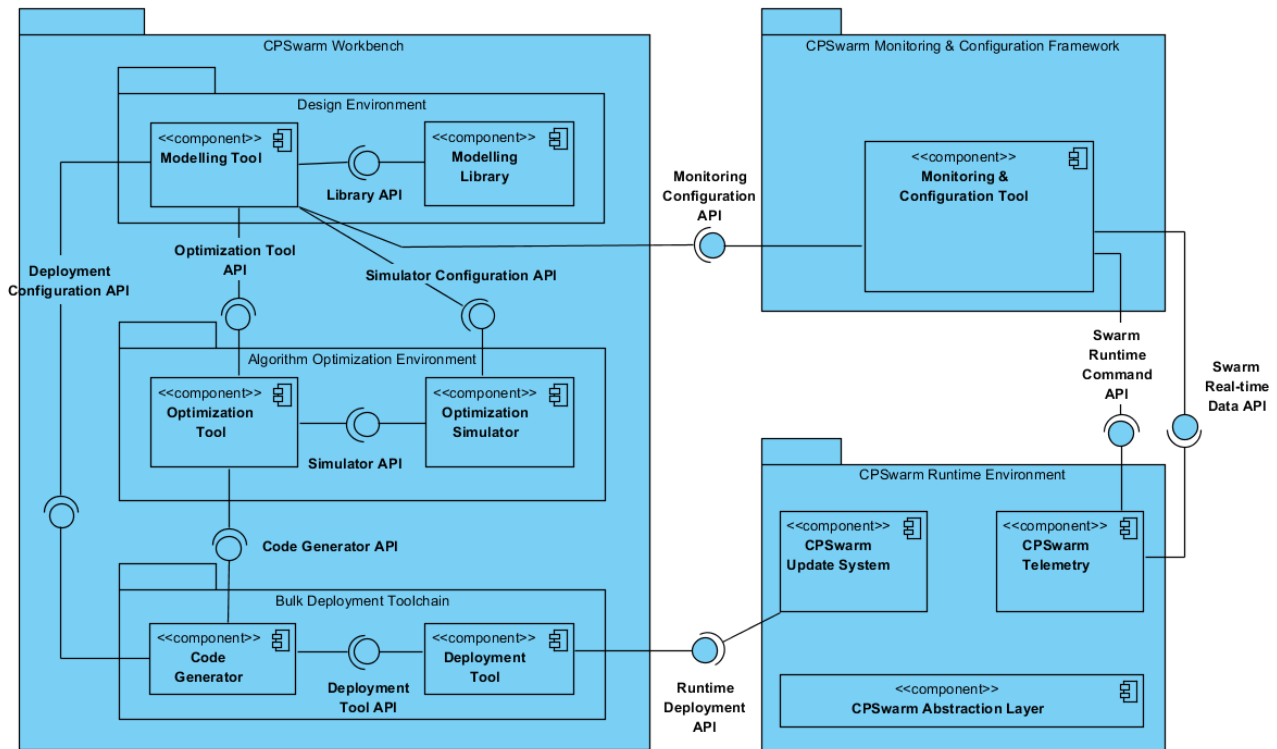 CPSwarm Workbench
Design Environment
<<component>>
Modelling Tool
Library API
<<component>>
Modelling
Library
Optimization Tool
API
Simulator Configuration API
Deployment
Configuration API
Algorithm Optimization Environment
<<component>>
Optimization
Tool
Simulator API
<<component>>
Optimization
Simulator
Code Generator API
Bulk Deployment Toolchain
<<component>>
Code
Generator
Deployment
Tool API
<<component>>
Deployment
Tool
Monitoring
Configuration
API
CPSwarm Monitoring & Configuration Framework
<<component>>
Monitoring &
Configuration Tool
Swarm
Runtime
Command
API
Swarm
Real-time
Data API
CPSwarm Runtime Environment
<<component>>
CPSwarm
Update System
<<component>>
CPSwarm
Telemetry
Runtime
Deployment
API
<<component>>
CPSwarm Abstraction Layer